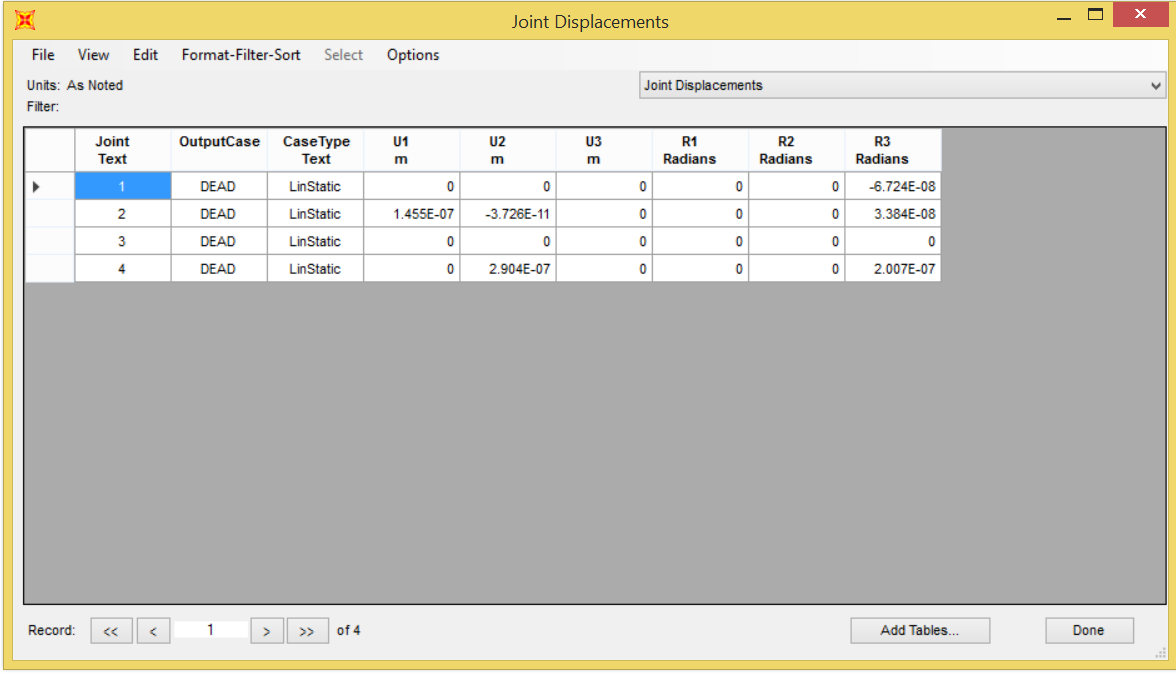 Joint Displacements
File View Edit Format-Filter-Sort Select Options
Units: As Noted
Joint Displacements
Filter:
Joint OutputCase CaseType U1 U2 U3 R1 R2 R3
Text Text m m m Radians Radians Radians
1 DEAD LinStatic 0 0 0 0 0 -6.724E-08
2 DEAD LinStatic 1.455E-07 -3.726E-11 0 0 0 3.384E-08
3 DEAD LinStatic 0 0 0 0 0 0
4 DEAD LinStatic 0 2.904E-07 0 0 0 2.007E-07
Record: << < 1 > >> of 4 Add Tables... Done